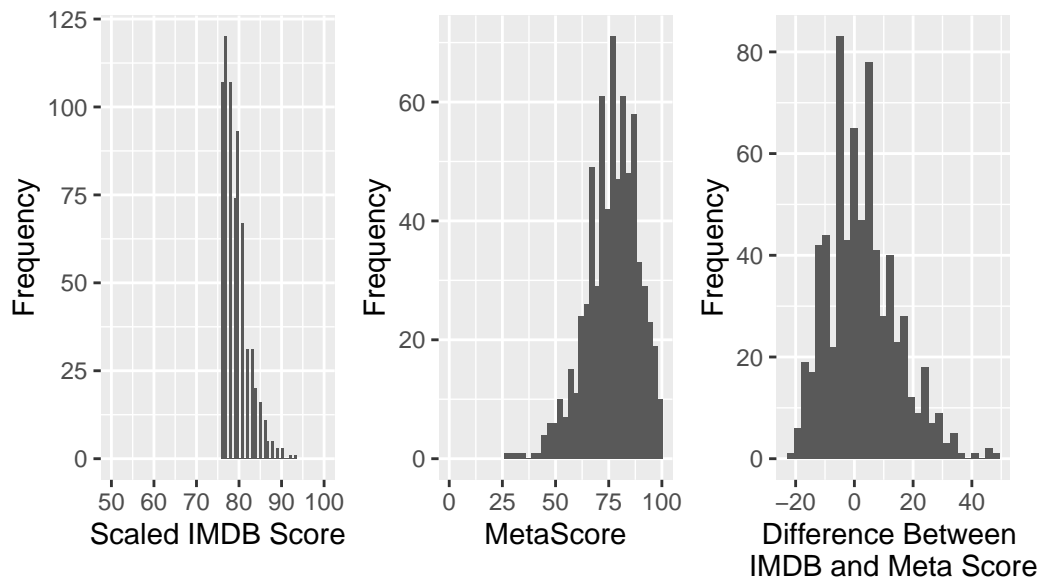 125
100
75
50
25
0
Frequency
50 60 70 80 90 100
Scaled IMDB Score
60
40
20
0
Frequency
0 25 50 75 100
MetaScore
80
60
40
20
0
Frequency
−20 0 20 40
Difference Between
IMDB and Meta Score